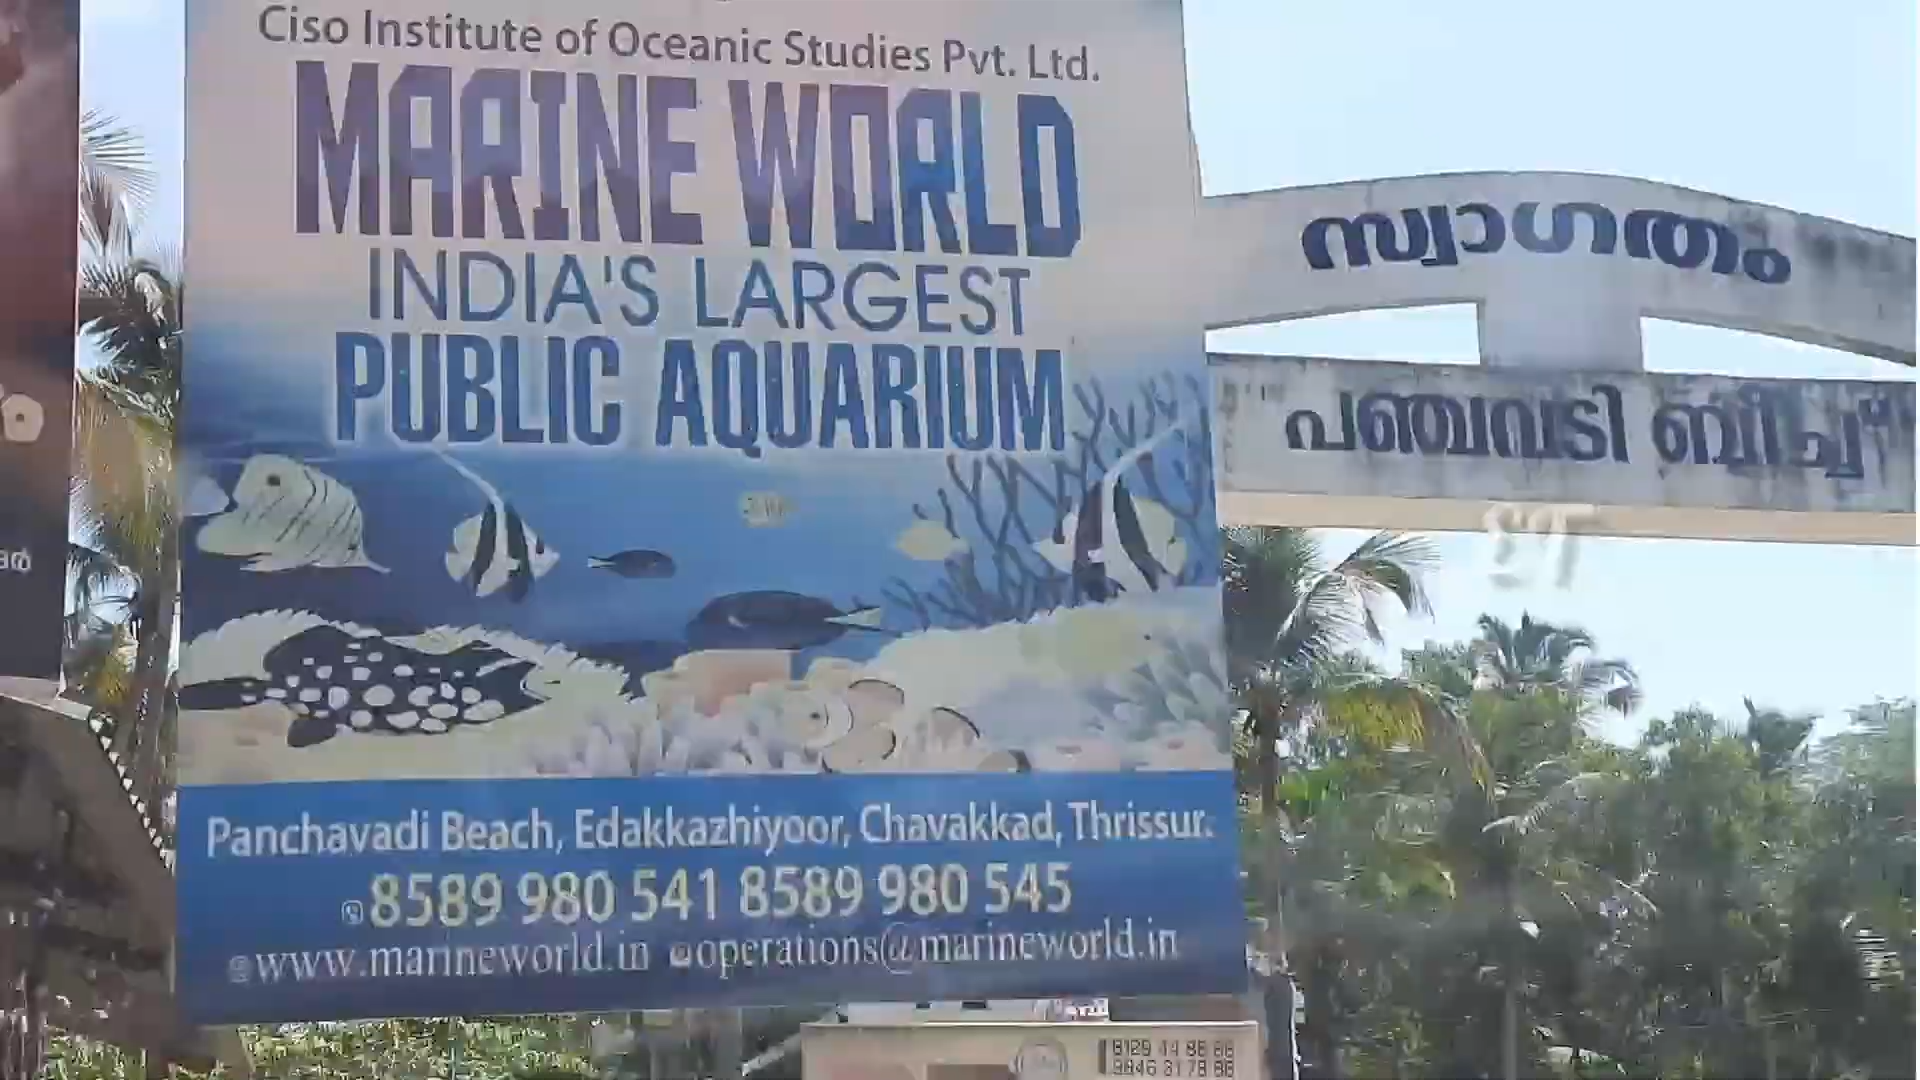 Ciso Institute of Oceanic Studies Pvt. Ltd.
MARINE WORLD
INDIA'S LARGEST
PUBLIC AQUARIUM
Panchavadi Beach, Edakkazhiyoor, Chavakkad, Thrissur.
8589 980 541 8589 980 545
www.marineworld.in operations@marineworld.in
സ്വാഗതം
പഞ്ചവടി ബീച്ച്